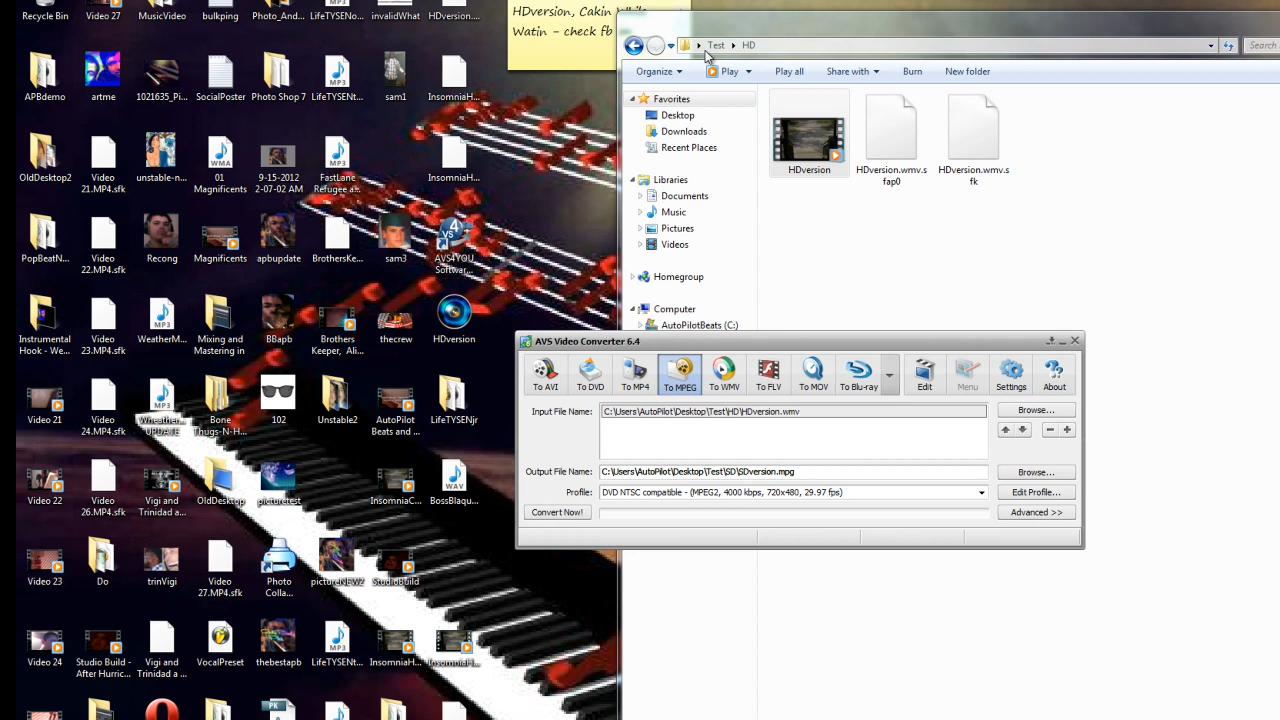 Recycle Bin
Video 27
MusicVideo
bulkping
Photo_And...
LifeTYSENo...
invalidWhat
HDversion....
HDversion, Cakin While
Watin - check fb
Test
HD
Search
Organize
Play
Play all
Share with
Burn
New folder
APBdemo
artme
1021635_Pi...
SocialPoster
Photo Shop 7
LifeTYSENt...
sam1
InsomniaH...
Favorites
Desktop
Downloads
Recent Places
Libraries
Documents
Music
Pictures
Videos
Homegroup
Computer
AutoPilotBeats (C:)
HDversion
HDversion.wmv.s
fap0
HDversion.wmv.s
fk
OldDesktop2
Video
21.MP4.sfk
unstable-n...
01
Magnificents
9-15-2012
2-07-02 AM
FastLane
Refugee a...
InsomniaH...
PopBeatN...
Video
22.MP4.sfk
Recong
Magnificents
apbupdate
BrothersKe...
sam3
AVS4YOU
Softwar...
Instrumental
Hook - We...
Video
23.MP4.sfk
WeatherM...
Mixing and
Mastering in
BBapb
Brothers
Keeper, Ali...
thecrew
HDversion
Video 21
Video
24.MP4.sfk
Wheather...
UPDATE
Bone
Thugs-N-H...
102
Unstable2
AutoPilot
Beats and ...
LifeTYSENjr
Video 22
Video
26.MP4.sfk
Vigi and
Trinidad a...
OldDesktop
picturetest
InsomniaC...
BossBlaqu...
Video 23
Do
trinVigi
Video
27.MP4.sfk
Photo
Colla...
pictureNEW2
StudioBuild
Video 24
Studio Build -
After Hurric...
Vigi and
Trinidad a ...
VocalPreset
thebestapb
LifeTYSENt...
InsomniaH...
InsomniaH...
AVS Video Converter 6.4
To AVI
To DVD
To MP4
To MPEG
To WMV
To FLV
To MOV
To Blu-ray
Edit
Menu
Settings
About
Input File Name:
C:\Users\AutoPilot\Desktop\Test\HD\HDversion.wmv
Browse...
Output File Name:
C:\Users\AutoPilot\Desktop\Test\SD\SDversion.mpg
Browse...
Profile:
DVD NTSC compatible - (MPEG2, 4000 kbps, 720x480, 29.97 fps)
Edit Profile...
Convert Now!
Advanced >>